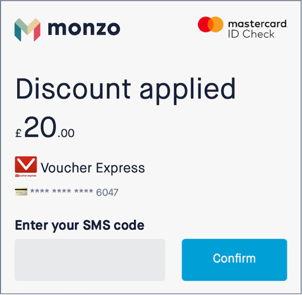 monzo
mastercard
ID Check
Discount applied
£20.00
Voucher Express
**** **** **** 6047
Enter your SMS code
Confirm